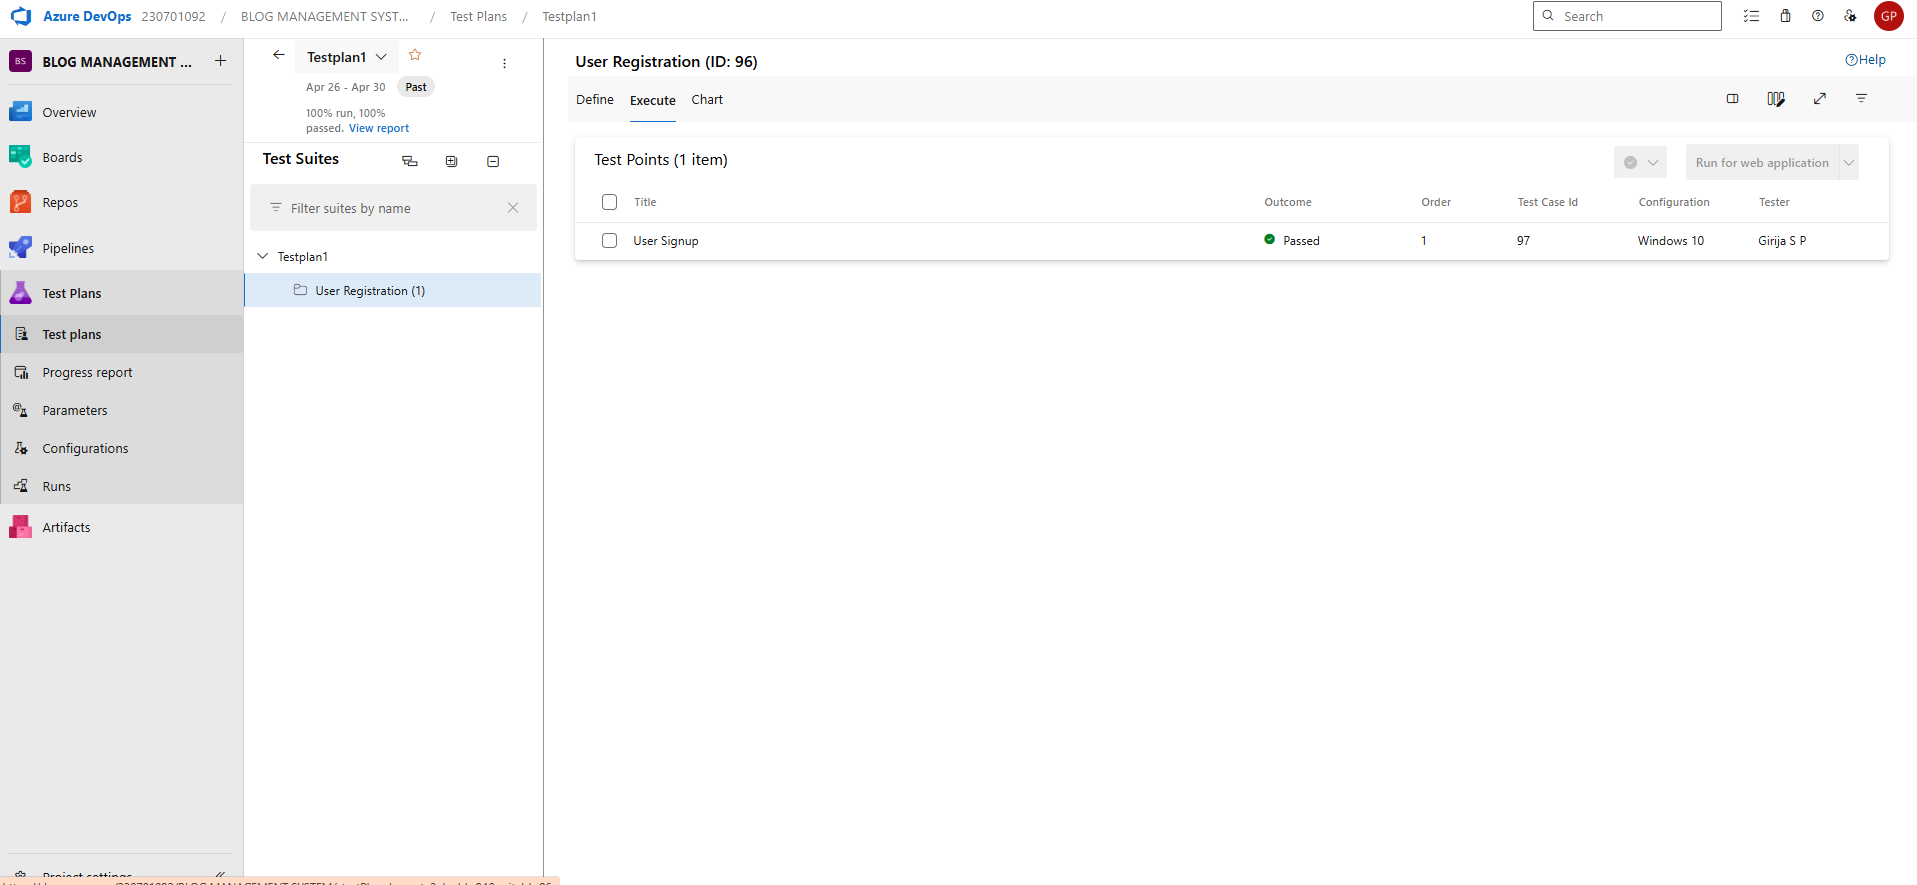 Azure DevOps 230701092 / BLOG MANAGEMENT SYST... / Test Plans / Testplan1
Search
GP
BS BLOG MANAGEMENT ... +
Overview
Boards
Repos
Pipelines
Test Plans
Test plans
Progress report
Parameters
Configurations
Runs
Artifacts
Project settings
Testplan1
Apr 26 - Apr 30 Past
100% run, 100%
passed. View report
Test Suites
Filter suites by name
Testplan1
User Registration (1)
User Registration (ID: 96)
Help
Define Execute Chart
Test Points (1 item)
Run for web application
Title Outcome Order Test Case Id Configuration Tester
User Signup Passed 1 97 Windows 10 Girija S P